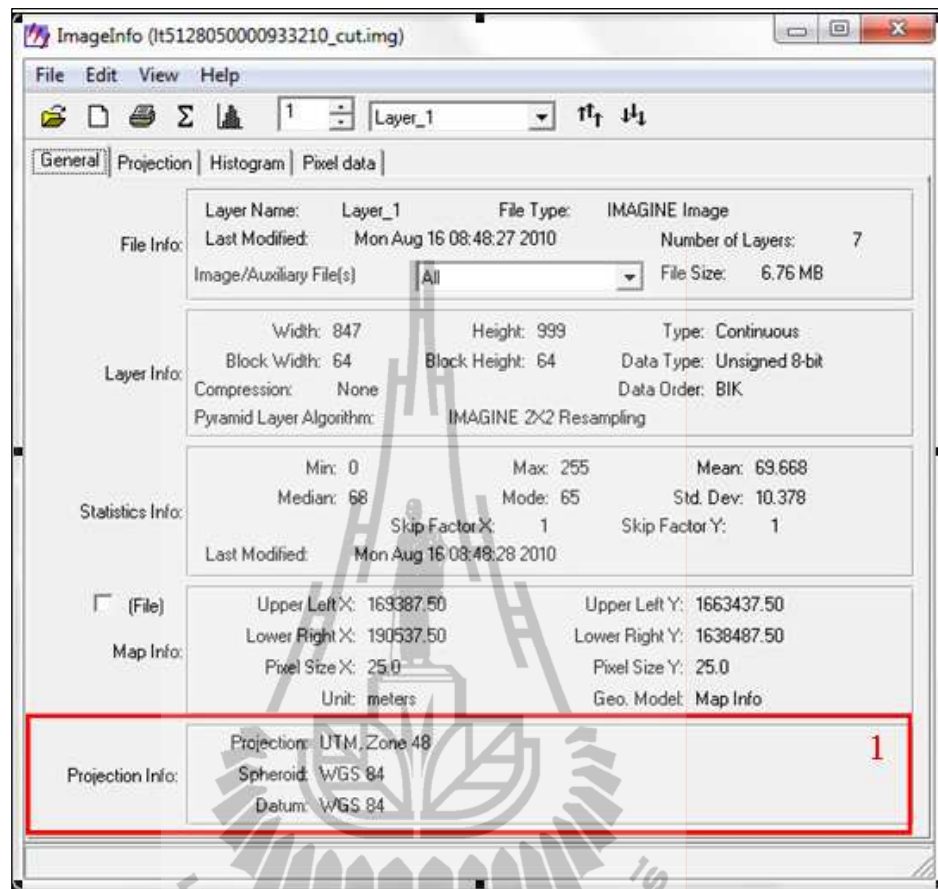 ImageInfo (lt5128050000933210_cut.img)
File Edit View Help
Σ 1 Layer_1
General Projection Histogram Pixel data
File Info:
Layer Name: Layer_1 File Type: IMAGINE Image
Last Modified: Mon Aug 16 08:48:27 2010 Number of Layers: 7
Image/Auxiliary File(s) All File Size: 6.76 MB
Layer Info:
Width: 847 Height: 999 Type: Continuous
Block Width: 64 Block Height: 64 Data Type: Unsigned 8-bit
Compression: None Data Order: BIK
Pyramid Layer Algorithm: IMAGINE 2X2 Resampling
Statistics Info:
Min: 0 Max: 255 Mean: 69.668
Median: 68 Mode: 65 Std. Dev: 10.378
Skip Factor X: 1 Skip Factor Y: 1
Last Modified: Mon Aug 16 08:48:28 2010
(File)
Map Info:
Upper Left X: 169387.50 Upper Left Y: 1663437.50
Lower Right X: 190537.50 Lower Right Y: 1638487.50
Pixel Size X: 25.0 Pixel Size Y: 25.0
Unit: meters Geo. Model: Map Info
Projection Info:
Projection: UTM, Zone 48
Spheroid: WGS 84
Datum: WGS 84
1